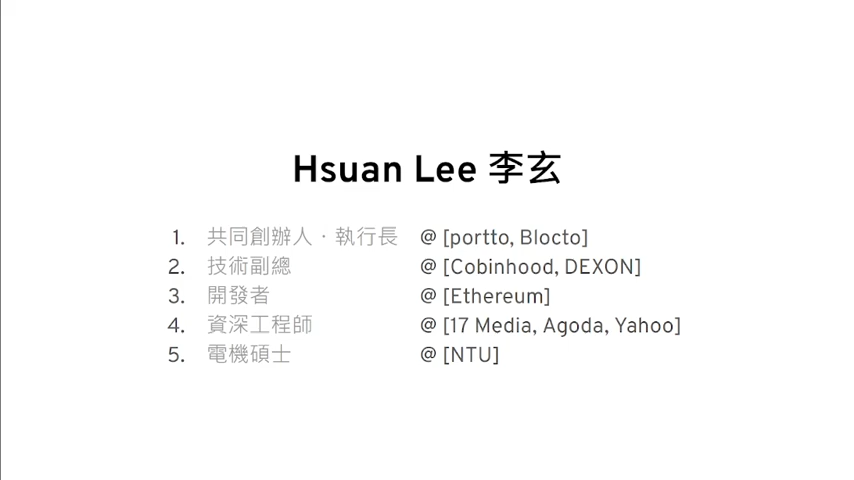 Hsuan Lee 李玄
1. 共同創辦人・執行長 @ [portto, Blocto]
2. 技術副總 @ [Cobinhood, DEXON]
3. 開發者 @ [Ethereum]
4. 資深工程師 @ [17 Media, Agoda, Yahoo]
5. 電機碩士 @ [NTU]